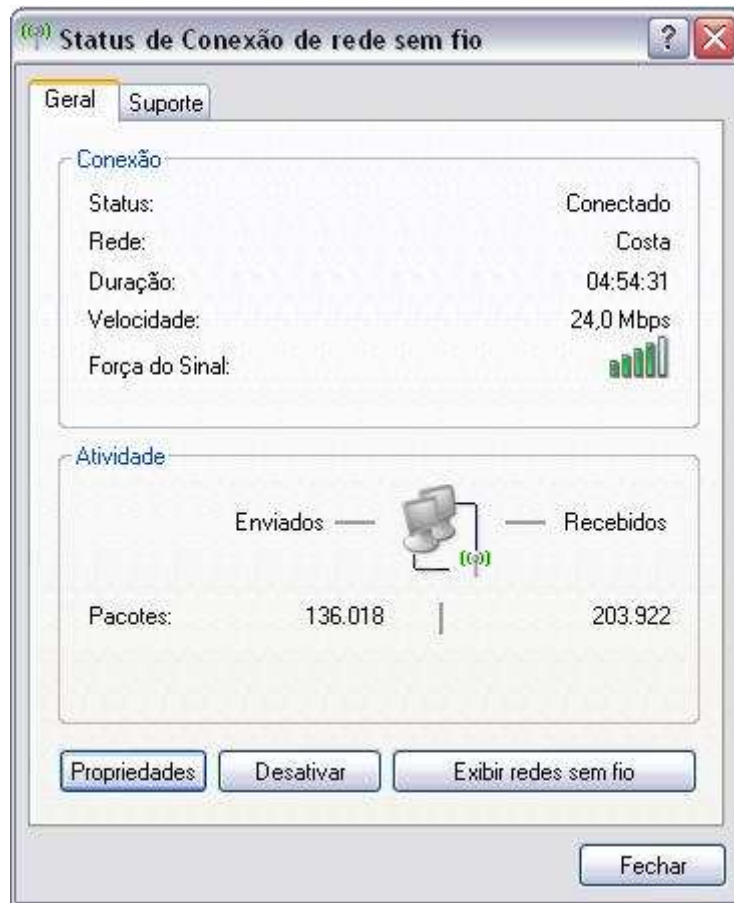 Status de Conexão de rede sem fio
Geral Suporte
Conexão
Status: Conectado
Rede: Costa
Duração: 04:54:31
Velocidade: 24,0 Mbps
Força do Sinal:
Atividade
Enviados Recebidos
Pacotes: 136.018 203.922
Propriedades Desativar Exibir redes sem fio
Fechar